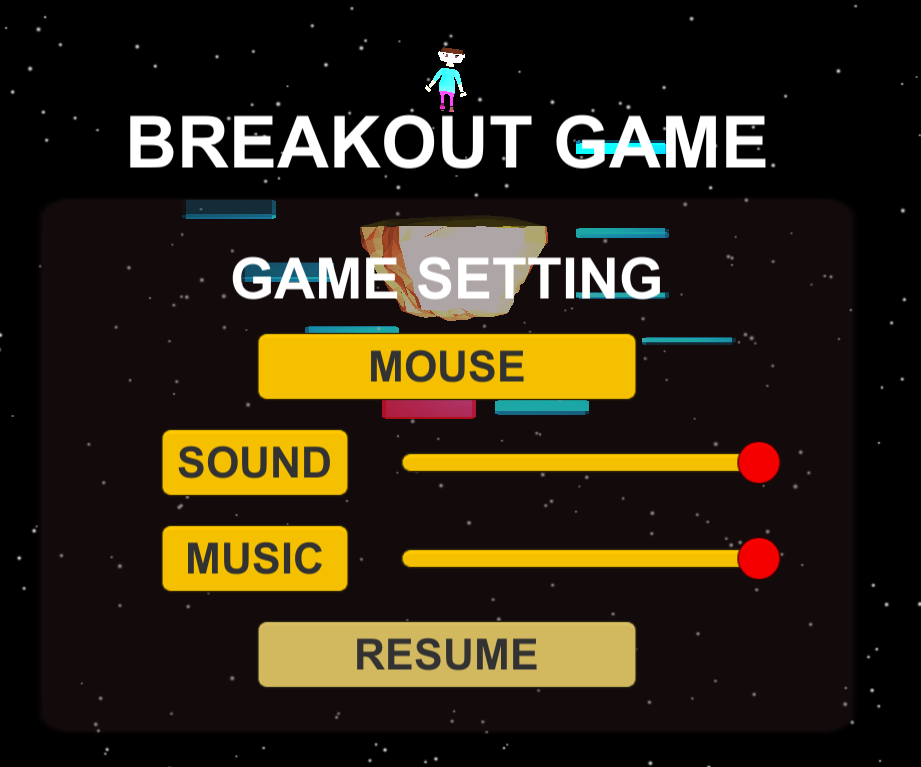 BREAKOUT GAME
GAME SETTING
MOUSE
SOUND
MUSIC
RESUME